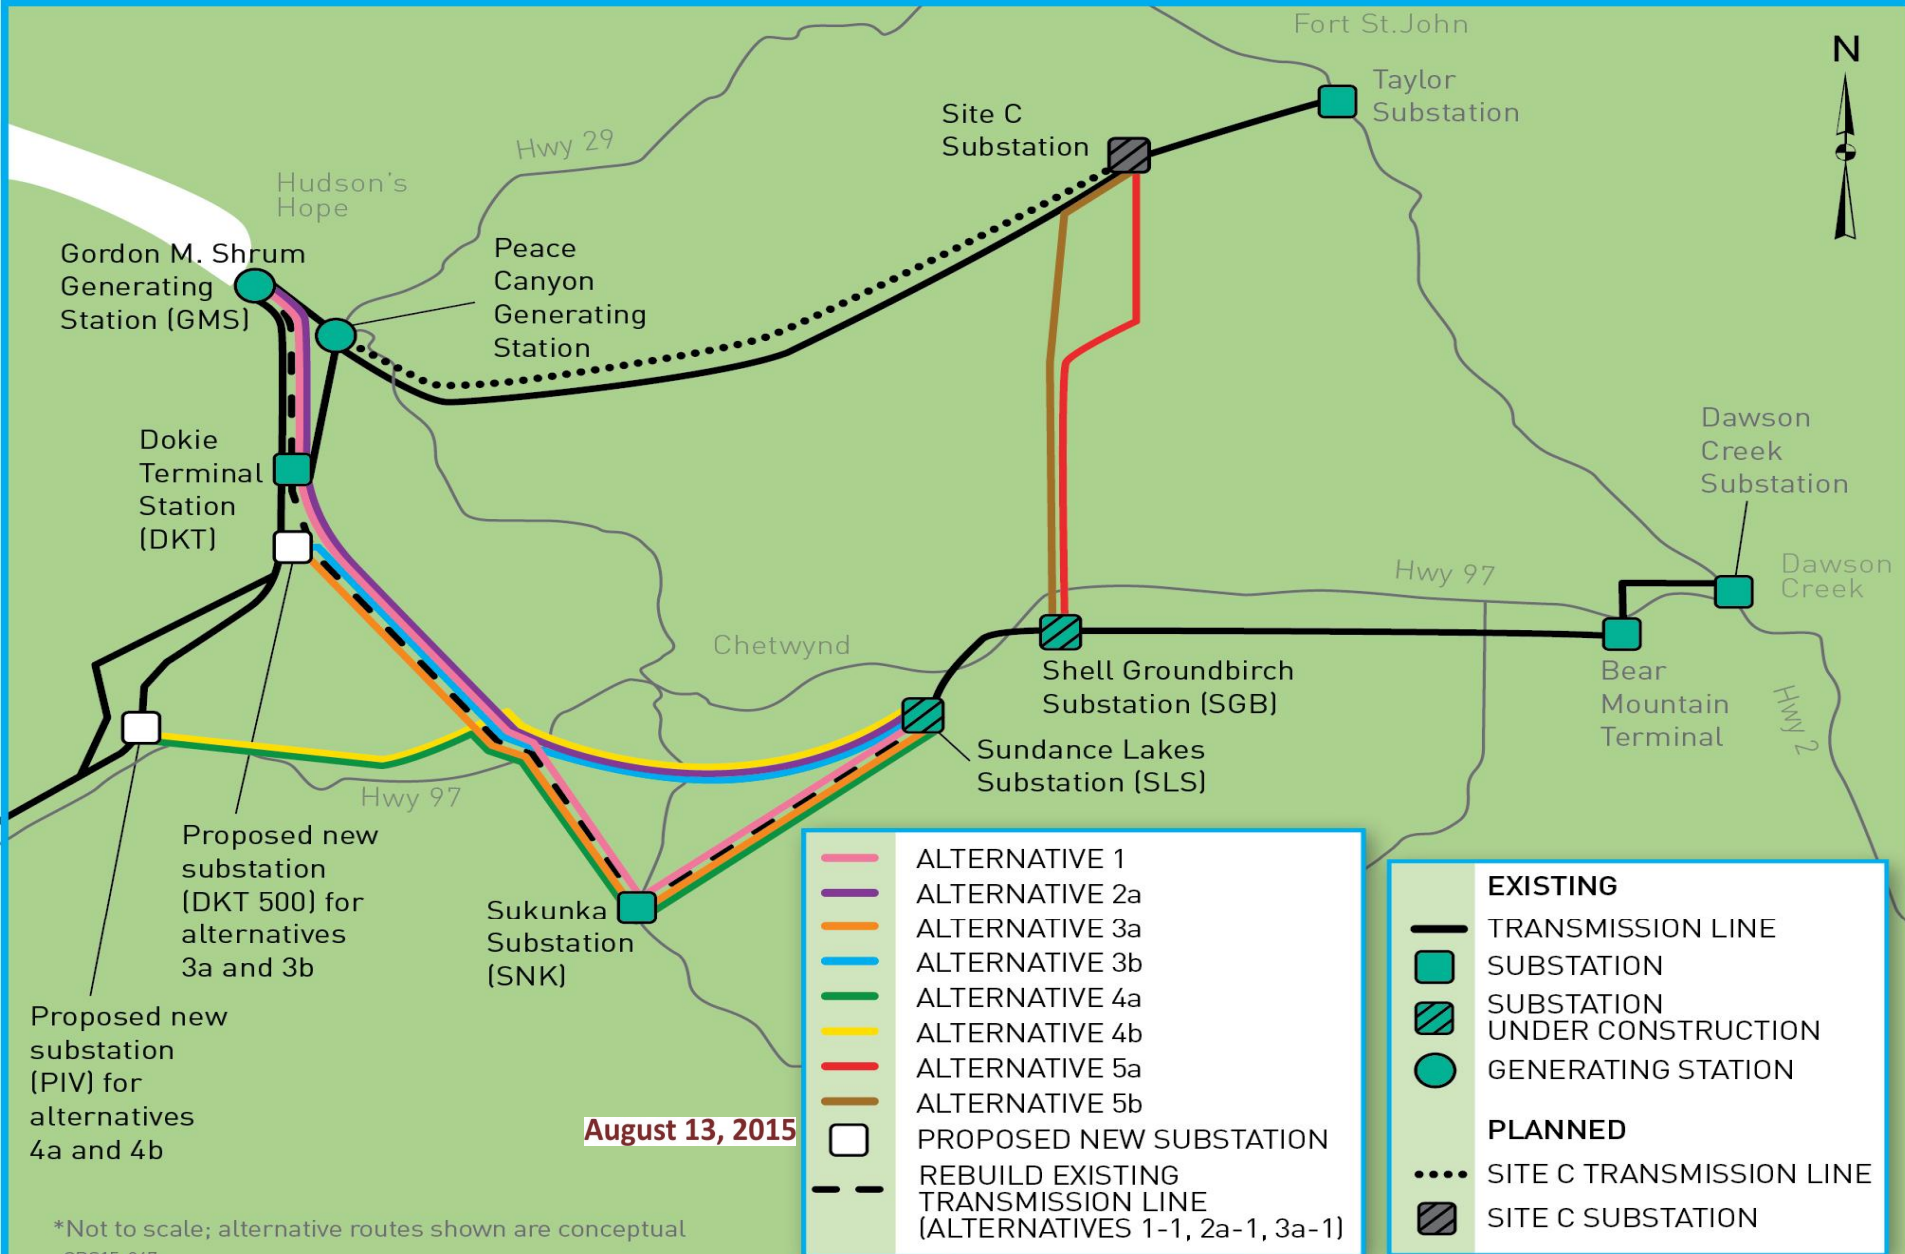 Fort St.John
N
Taylor
Substation
Site C
Substation
Hwy 29
Hudson's
Hope
Gordon M. Shrum
Generating
Station (GMS)
Peace
Canyon
Generating
Station
Dokie
Terminal
Station
(DKT)
Dawson
Creek
Substation
Dawson
Creek
Hwy 97
Chetwynd
Shell Groundbirch
Substation (SGB)
Bear
Mountain
Terminal
Hwy 2
Sundance Lakes
Substation (SLS)
Hwy 97
Proposed new
substation
(DKT 500) for
alternatives
3a and 3b
Sukunka
Substation
(SNK)
Proposed new
substation
(PIV) for
alternatives
4a and 4b
August 13, 2015
*Not to scale; alternative routes shown are conceptual
ALTERNATIVE 1
ALTERNATIVE 2a
ALTERNATIVE 3a
ALTERNATIVE 3b
ALTERNATIVE 4a
ALTERNATIVE 4b
ALTERNATIVE 5a
ALTERNATIVE 5b
PROPOSED NEW SUBSTATION
REBUILD EXISTING
TRANSMISSION LINE
(ALTERNATIVES 1-1, 2a-1, 3a-1)
EXISTING
TRANSMISSION LINE
SUBSTATION
SUBSTATION
UNDER CONSTRUCTION
GENERATING STATION
PLANNED
SITE C TRANSMISSION LINE
SITE C SUBSTATION